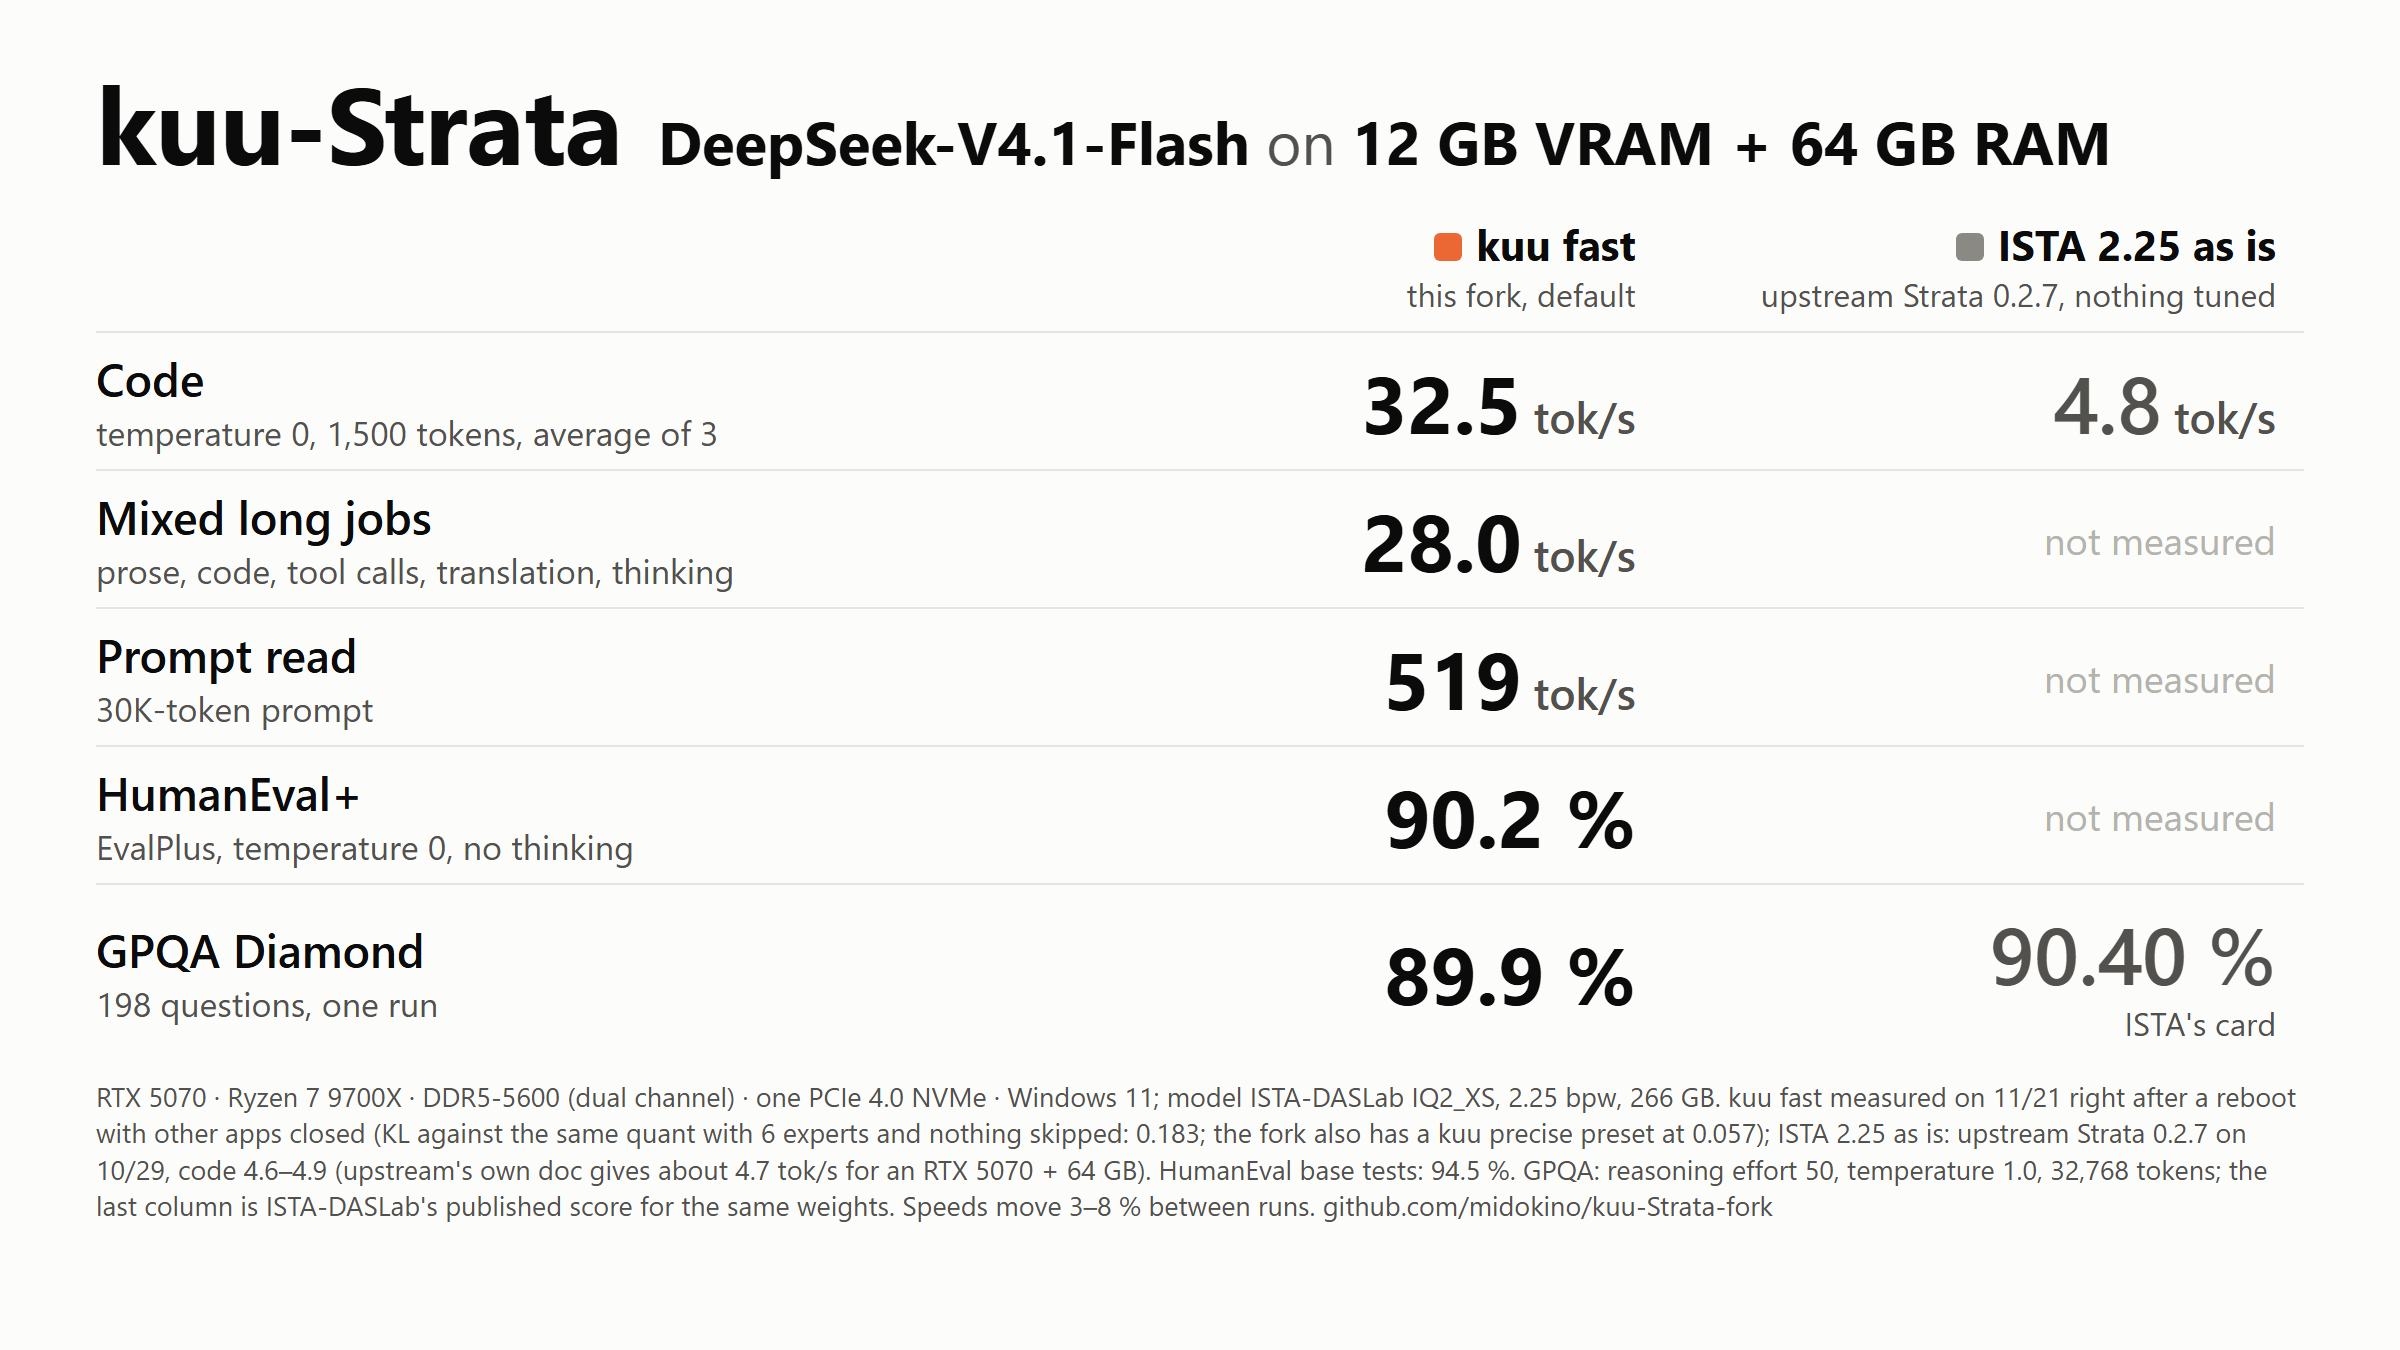 kuu-Strata DeepSeek-V4.1-Flash on 12 GB VRAM + 64 GB RAM
kuu fast
this fork, default
ISTA 2.25 as is
upstream Strata 0.2.7, nothing tuned
Code
temperature 0, 1,500 tokens, average of 3
32.5 tok/s
4.8 tok/s
Mixed long jobs
prose, code, tool calls, translation, thinking
28.0 tok/s
not measured
Prompt read
30K-token prompt
519 tok/s
not measured
HumanEval+
EvalPlus, temperature 0, no thinking
90.2 %
not measured
GPQA Diamond
198 questions, one run
89.9 %
90.40 %
ISTA's card
RTX 5070 · Ryzen 7 9700X · DDR5-5600 (dual channel) · one PCIe 4.0 NVMe · Windows 11; model ISTA-DASLab IQ2_XS, 2.25 bpw, 266 GB. kuu fast measured on 11/21 right after a reboot
with other apps closed (KL against the same quant with 6 experts and nothing skipped: 0.183; the fork also has a kuu precise preset at 0.057); ISTA 2.25 as is: upstream Strata 0.2.7 on
10/29, code 4.6–4.9 (upstream's own doc gives about 4.7 tok/s for an RTX 5070 + 64 GB). HumanEval base tests: 94.5 %. GPQA: reasoning effort 50, temperature 1.0, 32,768 tokens; the
last column is ISTA-DASLab's published score for the same weights. Speeds move 3–8 % between runs. github.com/midokino/kuu-Strata-fork